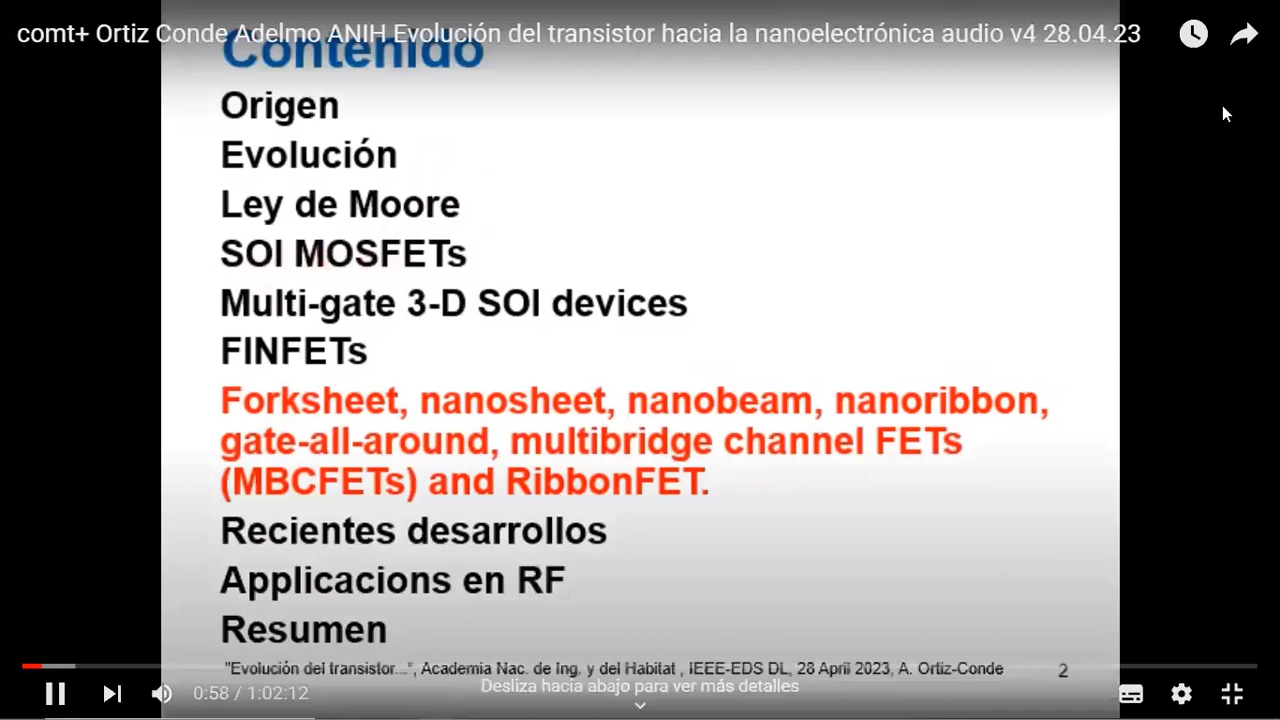 comt+ Ortiz Conde Adelmo ANIH Evolución del transistor hacia la nanoelectrónica audio v4 28.04.23
Contenido
Origen
Evolución
Ley de Moore
SOI MOSFETs
Multi-gate 3-D SOI devices
FINFETs
Forksheet, nanosheet, nanobeam, nanoribbon,
gate-all-around, multibridge channel FETs
(MBCFETs) and RibbonFET.
Recientes desarrollos
Applicacions en RF
Resumen
"Evolución del transistor...", Academia Nac. de Ing. y del Habitat , IEEE-EDS DL, 28 April 2023, A. Ortiz-Conde 2
0:58 / 1:02:12
Desliza hacia abajo para ver más detalles